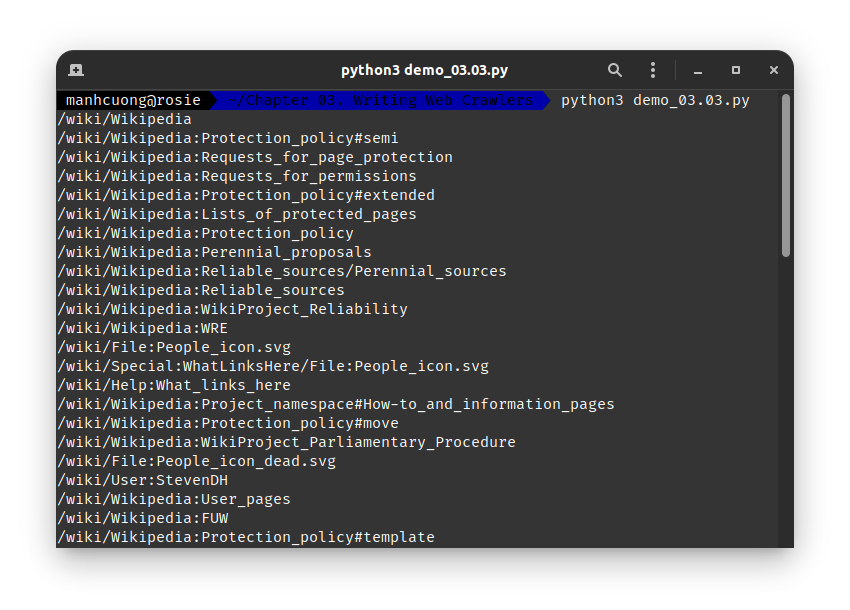 python3 demo_03.03.py
manhcuong@rosie ~/Chapter 03. Writing Web Crawlers python3 demo_03.03.py
/wiki/Wikipedia
/wiki/Wikipedia:Protection_policy#semi
/wiki/Wikipedia:Requests_for_page_protection
/wiki/Wikipedia:Requests_for_permissions
/wiki/Wikipedia:Protection_policy#extended
/wiki/Wikipedia:Lists_of_protected_pages
/wiki/Wikipedia:Protection_policy
/wiki/Wikipedia:Perennial_proposals
/wiki/Wikipedia:Reliable_sources/Perennial_sources
/wiki/Wikipedia:Reliable_sources
/wiki/Wikipedia:WikiProject_Reliability
/wiki/Wikipedia:WRE
/wiki/File:People_icon.svg
/wiki/Special:WhatLinksHere/File:People_icon.svg
/wiki/Help:What_links_here
/wiki/Wikipedia:Project_namespace#How-to_and_information_pages
/wiki/Wikipedia:Protection_policy#move
/wiki/Wikipedia:WikiProject_Parliamentary_Procedure
/wiki/File:People_icon_dead.svg
/wiki/User:StevenDH
/wiki/Wikipedia:User_pages
/wiki/Wikipedia:FUW
/wiki/Wikipedia:Protection_policy#template